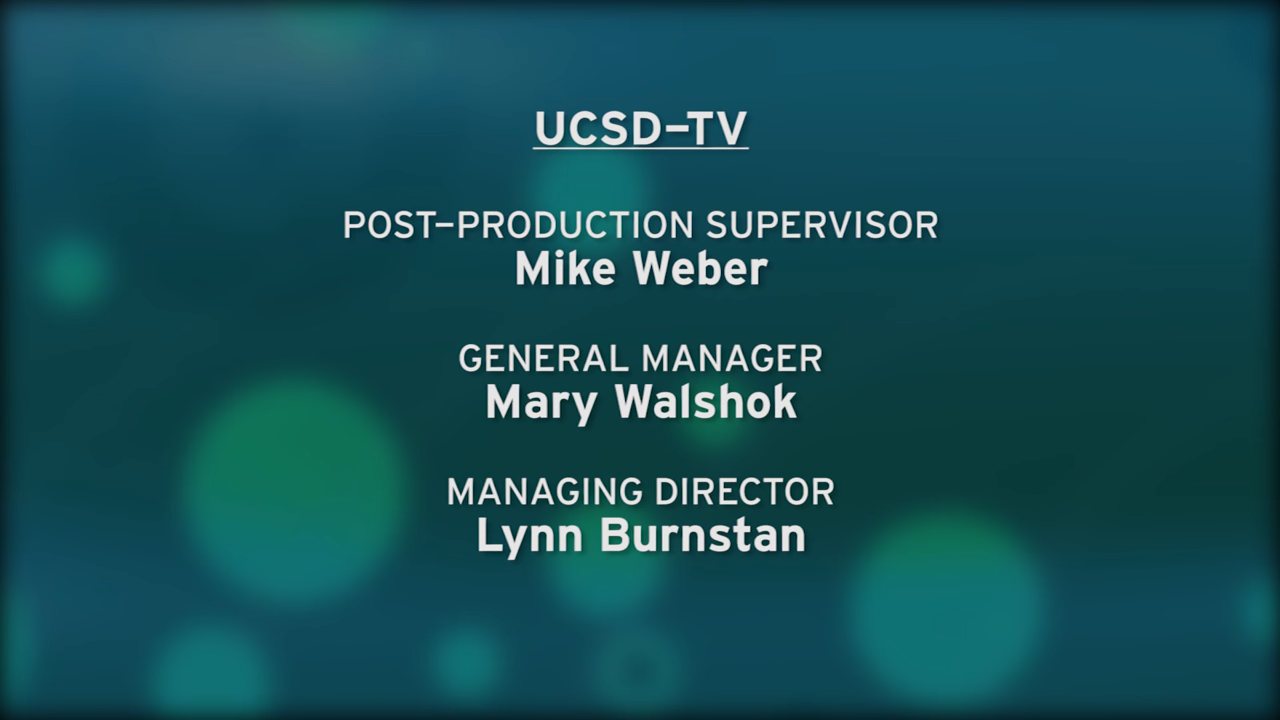 UCSD–TV
POST–PRODUCTION SUPERVISOR
Mike Weber
GENERAL MANAGER
Mary Walshok
MANAGING DIRECTOR
Lynn Burnstan